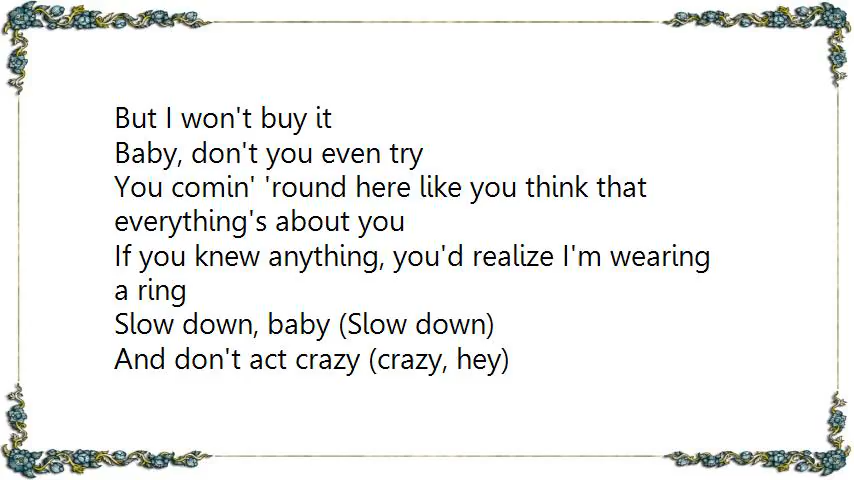 But I won't buy it
Baby, don't you even try
You comin' 'round here like you think that
everything's about you
If you knew anything, you'd realize I'm wearing
a ring
Slow down, baby (Slow down)
And don't act crazy (crazy, hey)